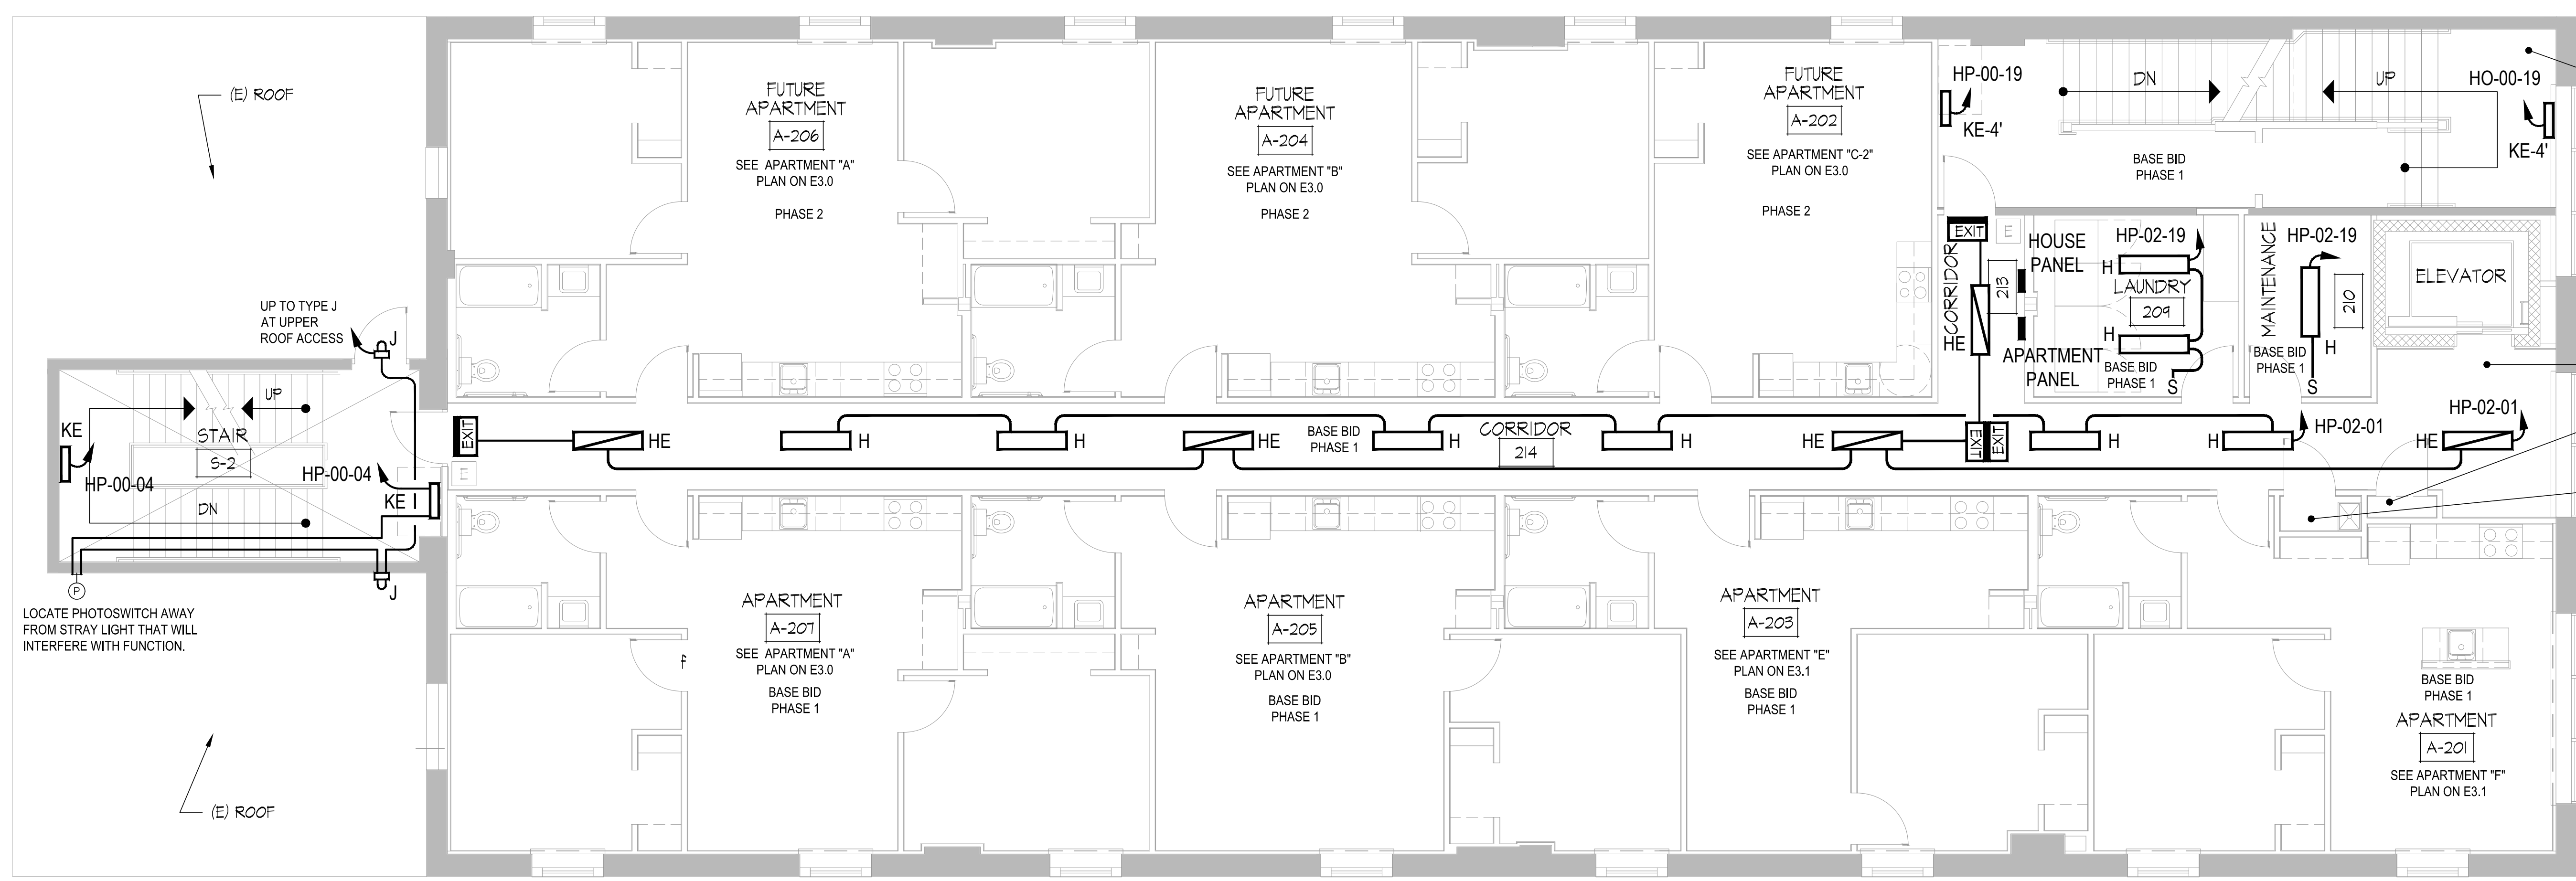 (E) ROOF
FUTURE
APARTMENT
A-206
SEE APARTMENT "A"
PLAN ON E3.0
PHASE 2
FUTURE
APARTMENT
A-204
SEE APARTMENT "B"
PLAN ON E3.0
PHASE 2
FUTURE
APARTMENT
A-202
SEE APARTMENT "C-2"
PLAN ON E3.0
PHASE 2
HP-00-19
KE-4'
DN
UP
HO-00-19
KE-4'
BASE BID
PHASE 1
EXIT
E
CORRIDOR
213
HE
HOUSE
PANEL
APARTMENT
PANEL
HP-02-19
H
LAUNDRY
209
H
BASE BID
PHASE 1
S
MAINTENANCE
HP-02-19
210
H
BASE BID
PHASE 1
S
ELEVATOR
UP TO TYPE J
AT UPPER
ROOF ACCESS
J
KE
HP-00-04
UP
STAIR
S-2
DN
HP-00-04
KE
J
P
LOCATE PHOTOSWITCH AWAY
FROM STRAY LIGHT THAT WILL
INTERFERE WITH FUNCTION.
EXIT
E
HE
H
H
HE
BASE BID
PHASE 1
H
CORRIDOR
214
H
HE
EXIT
EXIT
H
H
HP-02-01
HE
HP-02-01
APARTMENT
A-207
SEE APARTMENT "A"
PLAN ON E3.0
BASE BID
PHASE 1
f
APARTMENT
A-205
SEE APARTMENT "B"
PLAN ON E3.0
BASE BID
PHASE 1
APARTMENT
A-203
SEE APARTMENT "E"
PLAN ON E3.1
BASE BID
PHASE 1
BASE BID
PHASE 1
APARTMENT
A-201
SEE APARTMENT "F"
PLAN ON E3.1
(E) ROOF